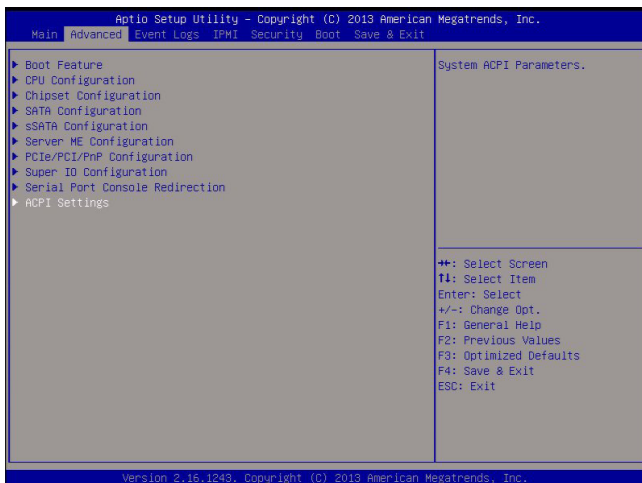 Aptio Setup Utility – Copyright (C) 2013 American Megatrends, Inc.
Main Advanced Event Logs IPMI Security Boot Save & Exit
▶ Boot Feature
▶ CPU Configuration
▶ Chipset Configuration
▶ SATA Configuration
▶ sSATA Configuration
▶ Server ME Configuration
▶ PCIe/PCI/PnP Configuration
▶ Super IO Configuration
▶ Serial Port Console Redirection
▶ ACPI Settings
System ACPI Parameters.
→←: Select Screen
↑↓: Select Item
Enter: Select
+/-: Change Opt.
F1: General Help
F2: Previous Values
F3: Optimized Defaults
F4: Save & Exit
ESC: Exit
Version 2.16.1243. Copyright (C) 2013 American Megatrends, Inc.